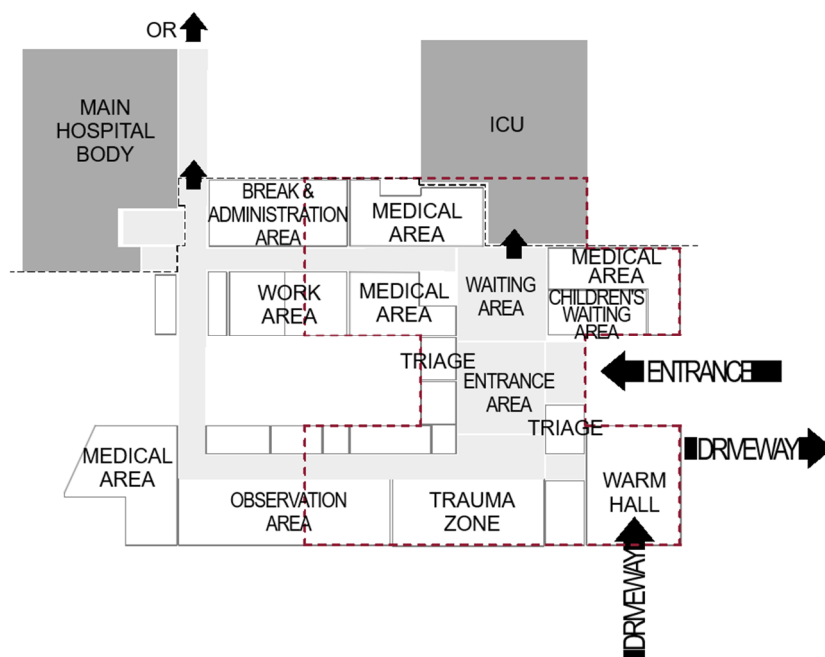 OR
MAIN
HOSPITAL
BODY
ICU
BREAK &
ADMINISTRATION
AREA
MEDICAL
AREA
WAITING
AREA
MEDICAL
AREA
WORK
AREA
MEDICAL
AREA
CHILDREN'S
WAITING
AREA
TRIAGE
ENTRANCE
AREA
ENTRANCE
TRIAGE
MEDICAL
AREA
DRIVEWAY
OBSERVATION
AREA
TRAUMA
ZONE
WARM
HALL
DRIVEWAY